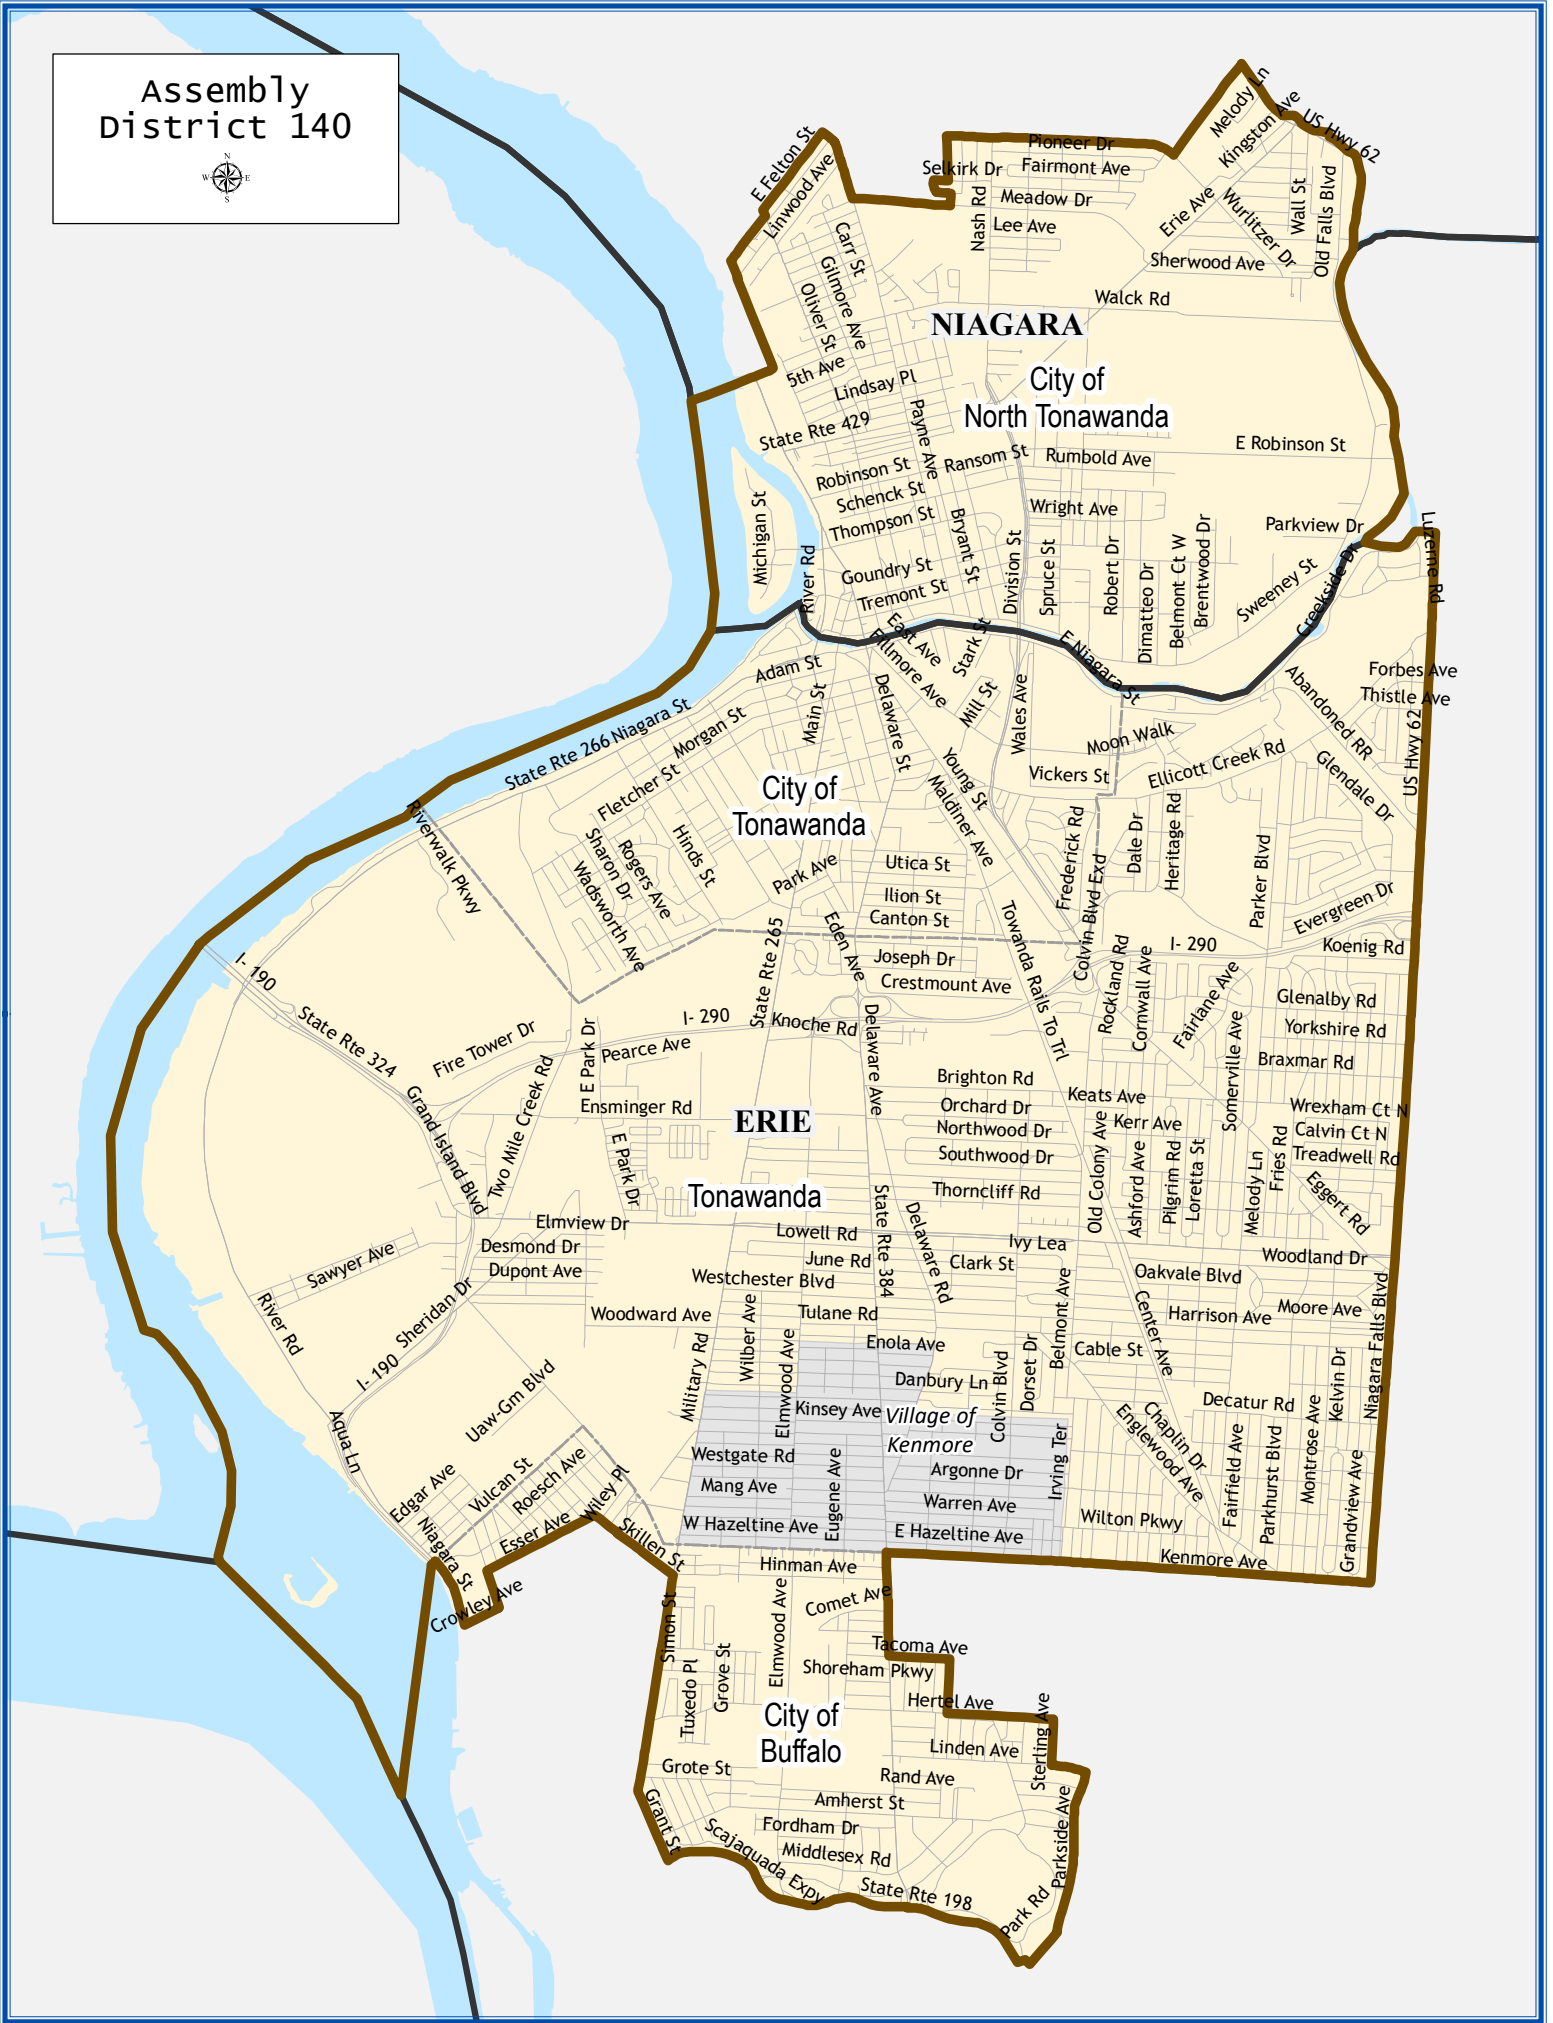 Assembly
District 140
N
W
E
S
Melody Ln
Kingston Ave
US Hwy 62
E Felton St
Linwood Ave
Pioneer Dr
Selkirk Dr
Fairmont Ave
Nash Rd
Meadow Dr
Lee Ave
Erie Ave
Wurlitzer Dr
Wall St
Old Falls Blvd
Sherwood Ave
Carr St
Gilmore Ave
Oliver St
Walck Rd
NIAGARA
5th Ave
Lindsay Pl
City of
North Tonawanda
State Rte 429
Payne Ave
E Robinson St
Robinson St
Ransom St
Rumbold Ave
Schenck St
Michigan St
Thompson St
Bryant St
Wright Ave
Parkview Dr
Luzerne Rd
River Rd
Goundry St
Tremont St
Division St
Spruce St
Robert Dr
Dimatteo Dr
Belmont Ct W
Brentwood Dr
Sweeney St
Creekside Dr
East Ave
Fillmore Ave
Stark St
E Niagara St
Adam St
Main St
Delaware St
Mill St
Wales Ave
Abandoned RR
Forbes Ave
Thistle Ave
US Hwy 62
State Rte 266
Niagara St
Morgan St
Moon Walk
Ellicott Creek Rd
Glendale Dr
Fletcher St
City of
Tonawanda
Young St
Maldiner Ave
Vickers St
Riverwalk Pkwy
Sharon Dr
Rogers Ave
Wadsworth Ave
Hinds St
Park Ave
Utica St
Ilion St
Canton St
Frederick Rd
Colvin Blvd Exd
Dale Dr
Heritage Rd
Parker Blvd
Evergreen Dr
State Rte 265
Eden Ave
Joseph Dr
Crestmount Ave
Towanda Rails To Trl
Rockland Rd
Cornwall Ave
I- 290
Koenig Rd
I- 190
State Rte 324
Fire Tower Dr
E Park Dr
I- 290
Knoche Rd
Delaware Ave
Pearce Ave
Fairlane Ave
Somerville Ave
Glenalby Rd
Yorkshire Rd
Braxmar Rd
Brighton Rd
Keats Ave
Grand Island Blvd
Two Mile Creek Rd
Ensminger Rd
E Park Dr
ERIE
Orchard Dr
Northwood Dr
Southwood Dr
Kerr Ave
Wrexham Ct N
Calvin Ct N
Treadwell Rd
Tonawanda
Thorncliff Rd
Old Colony Ave
Ashford Ave
Pilgrim Rd
Loretta St
Melody Ln
Fries Rd
Eggert Rd
Elmview Dr
Desmond Dr
Dupont Ave
Sawyer Ave
Lowell Rd
June Rd
Westchester Blvd
State Rte 384
Delaware Rd
Clark St
Ivy Lea
Woodland Dr
Oakvale Blvd
River Rd
Sheridan Dr
I- 190
Woodward Ave
Wilber Ave
Tulane Rd
Enola Ave
Belmont Ave
Center Ave
Harrison Ave
Moore Ave
Niagara Falls Blvd
Cable St
Military Rd
Elmwood Ave
Danbury Ln
Colvin Blvd
Dorset Dr
Decatur Rd
Kelvin Dr
Uaw-Gm Blvd
Kinsey Ave
Village of
Kenmore
Irving Ter
Englewood Ave
Chaplin Dr
Fairfield Ave
Parkhurst Blvd
Montrose Ave
Grandview Ave
Aqua Ln
Westgate Rd
Mang Ave
Eugene Ave
Argonne Dr
Warren Ave
Edgar Ave
Vulcan St
Roesch Ave
Wiley Pl
Esser Ave
Niagara St
Skillen St
W Hazeltine Ave
E Hazeltine Ave
Wilton Pkwy
Kenmore Ave
Crowley Ave
Hinman Ave
Simon St
Elmwood Ave
Comet Ave
Tacoma Ave
Tuxedo Pl
Grove St
Shoreham Pkwy
Hertel Ave
City of
Buffalo
Linden Ave
Sterling Ave
Grote St
Rand Ave
Amherst St
Grant St
Scajaquada Expy
Fordham Dr
Middlesex Rd
Parkside Ave
State Rte 198
Park Rd